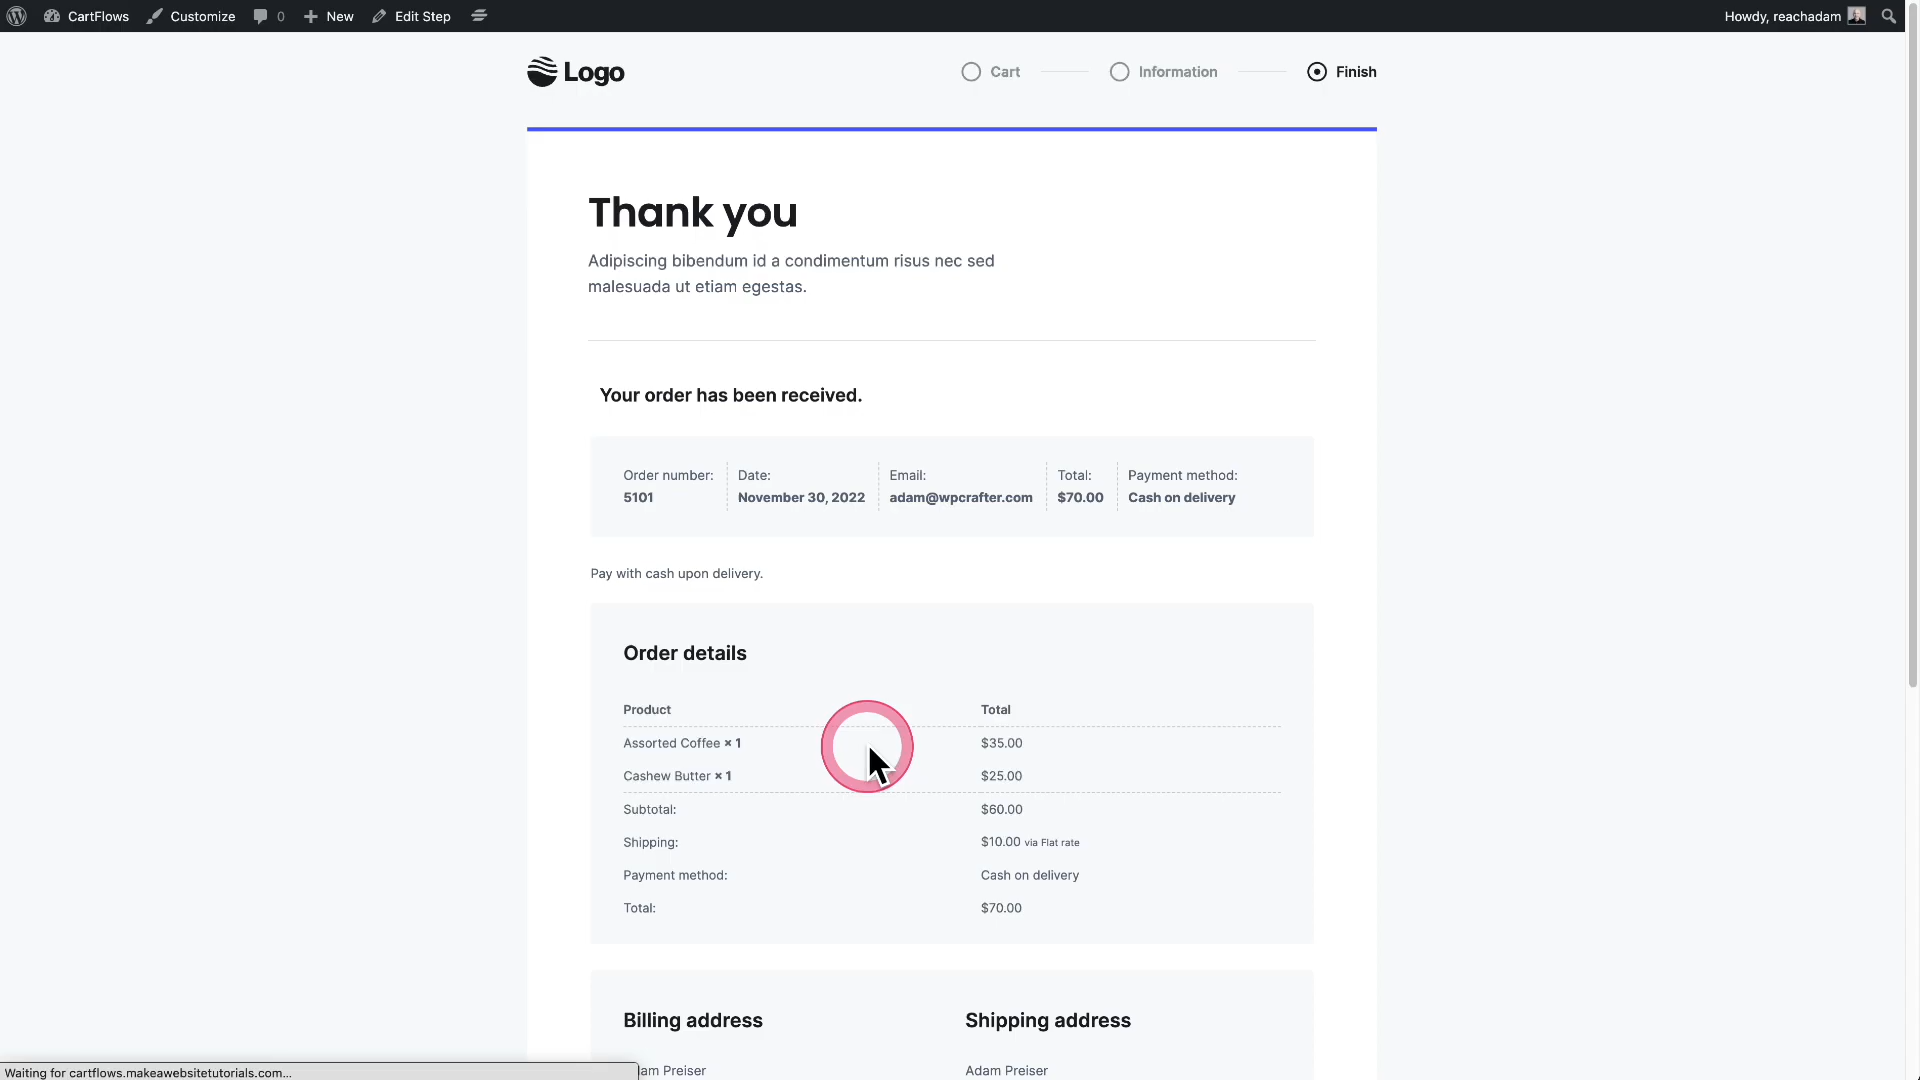 CartFlows Customize 0 New Edit Step Howdy, reachadam
Logo Cart Information Finish
Thank you
Adipiscing bibendum id a condimentum risus nec sed
malesuada ut etiam egestas.
Your order has been received.
Order number: Date: Email: Total: Payment method:
5101 November 30, 2022 adam@wpcrafter.com $70.00 Cash on delivery
Pay with cash upon delivery.
Order details
Product Total
Assorted Coffee × 1 $35.00
Cashew Butter × 1 $25.00
Subtotal: $60.00
Shipping: $10.00 via Flat rate
Payment method: Cash on delivery
Total: $70.00
Billing address Shipping address
am Preiser Adam Preiser
Waiting for cartflows.makeawebsitetutorials.com...